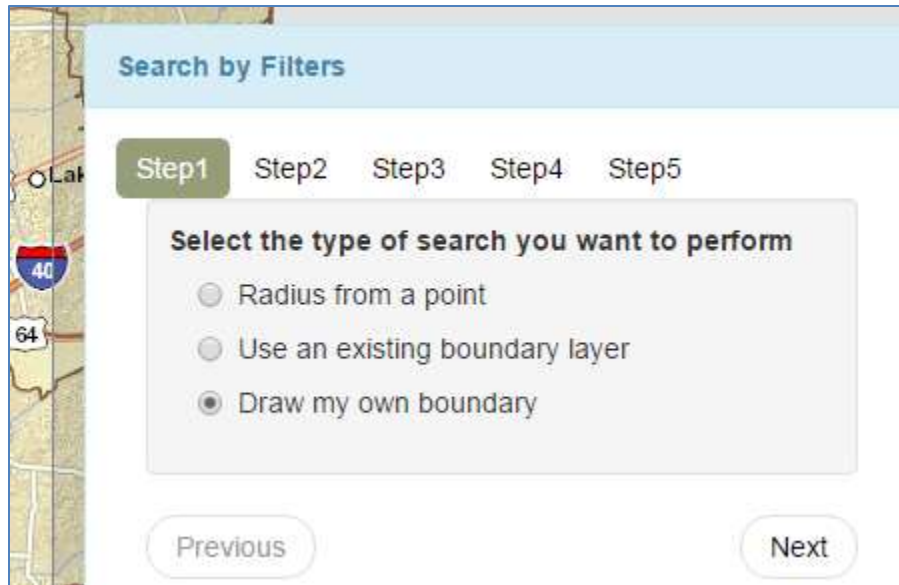 Search by Filters
Step1 Step2 Step3 Step4 Step5
Lak
Select the type of search you want to perform
40
Radius from a point
64
Use an existing boundary layer
Draw my own boundary
Previous Next